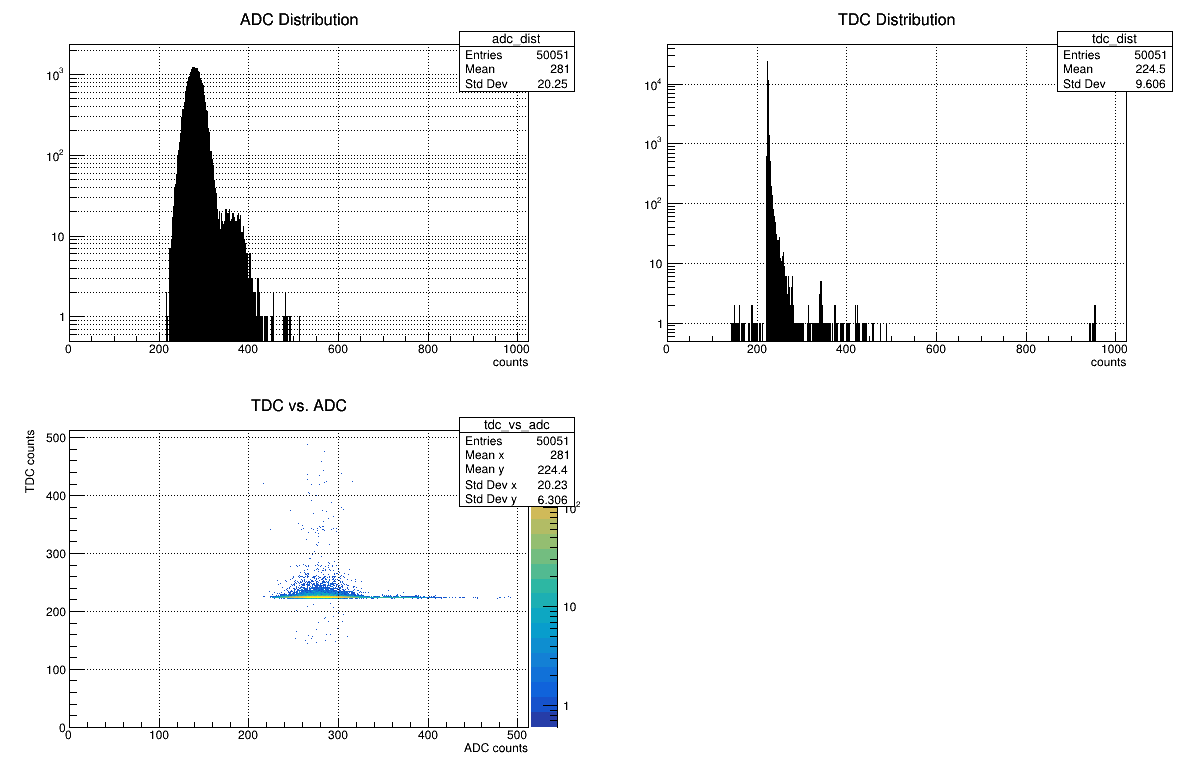 ADC Distribution
adc_dist
Entries 50051
Mean 281
Std Dev 20.25
10³
10²
10
1
0 200 400 600 800 1000
counts
TDC Distribution
tdc_dist
Entries 50051
Mean 224.5
Std Dev 9.606
10⁴
10³
10²
10
1
0 200 400 600 800 1000
counts
TDC vs. ADC
tdc_vs_adc
Entries 50051
Mean x 281
Mean y 224.4
Std Dev x 20.23
Std Dev y 6.306
TDC counts
500
400
300
200
100
0
0 100 200 300 400 500
ADC counts
10²
10
1